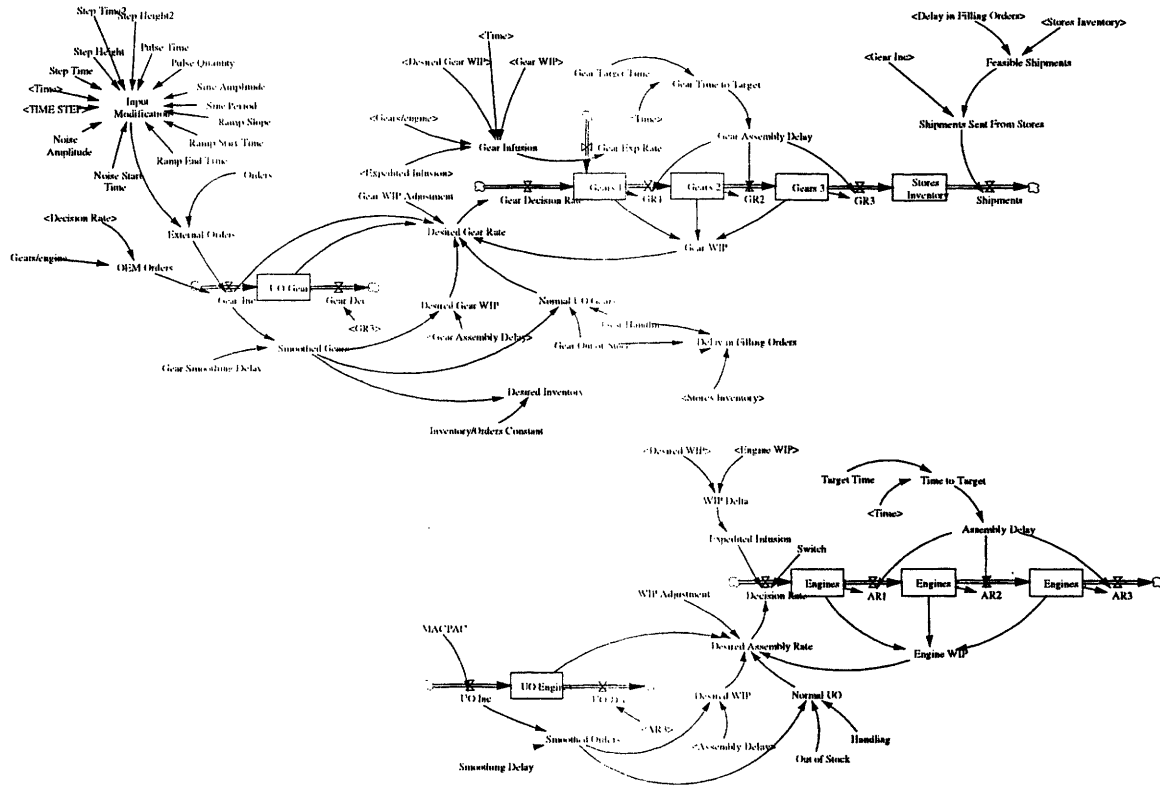 Step Time2
Step Height2
Step Height
Pulse Time
Step Time
Pulse Quantity
<Time>
Sine Amplitude
<TIME STEP>
Input
Modification
Sine Period
Ramp Slope
Noise
Amplitude
Ramp Start Time
Ramp End Time
Noise Start
Time
Orders
<Decision Rate>
External Orders
Gears/engine
OEM Orders
Gear Inc
UO Gear
Gear Dec
<GR3>
Smoothed Gears
Gear Smoothing Delay
<Time>
<Desired Gear WIP>
<Gear WIP>
<Gears/engine>
Gear Infusion
<Expedited Infusion>
Gear WIP Adjustment
Gear Target Time
Gear Time to Target
<Time>
Gear Exp Rate
Gear Assembly Delay
Gear Decision Rate
Gears 1
GR1
Gears 2
GR2
Gears 3
GR3
Stores
Inventory
Shipments
<Delay in Filling Orders>
<Stores Inventory>
<Gear Inc>
Feasible Shipments
Shipments Sent From Stores
Desired Gear Rate
Gear WIP
Desired Gear WIP
Normal UO Gears
<Gear Assembly Delay>
Gear Out of Stock
Delay in Filling Orders
<Stores Inventory>
Desired Inventory
Inventory/Orders Constant
<Desired WIP>
<Engine WIP>
WIP Delta
Expedited Infusion
Switch
Target Time
Time to Target
<Time>
Assembly Delay
Decision Rate
Engines
AR1
Engines
AR2
Engines
AR3
WIP Adjustment
Desired Assembly Rate
Engine WIP
MACPAC
UO Inc
UO Engine
Desired WIP
Normal UO
<AR3>
Smoothed Orders
<Assembly Delay>
Handling
Out of Stock
Smoothing Delay